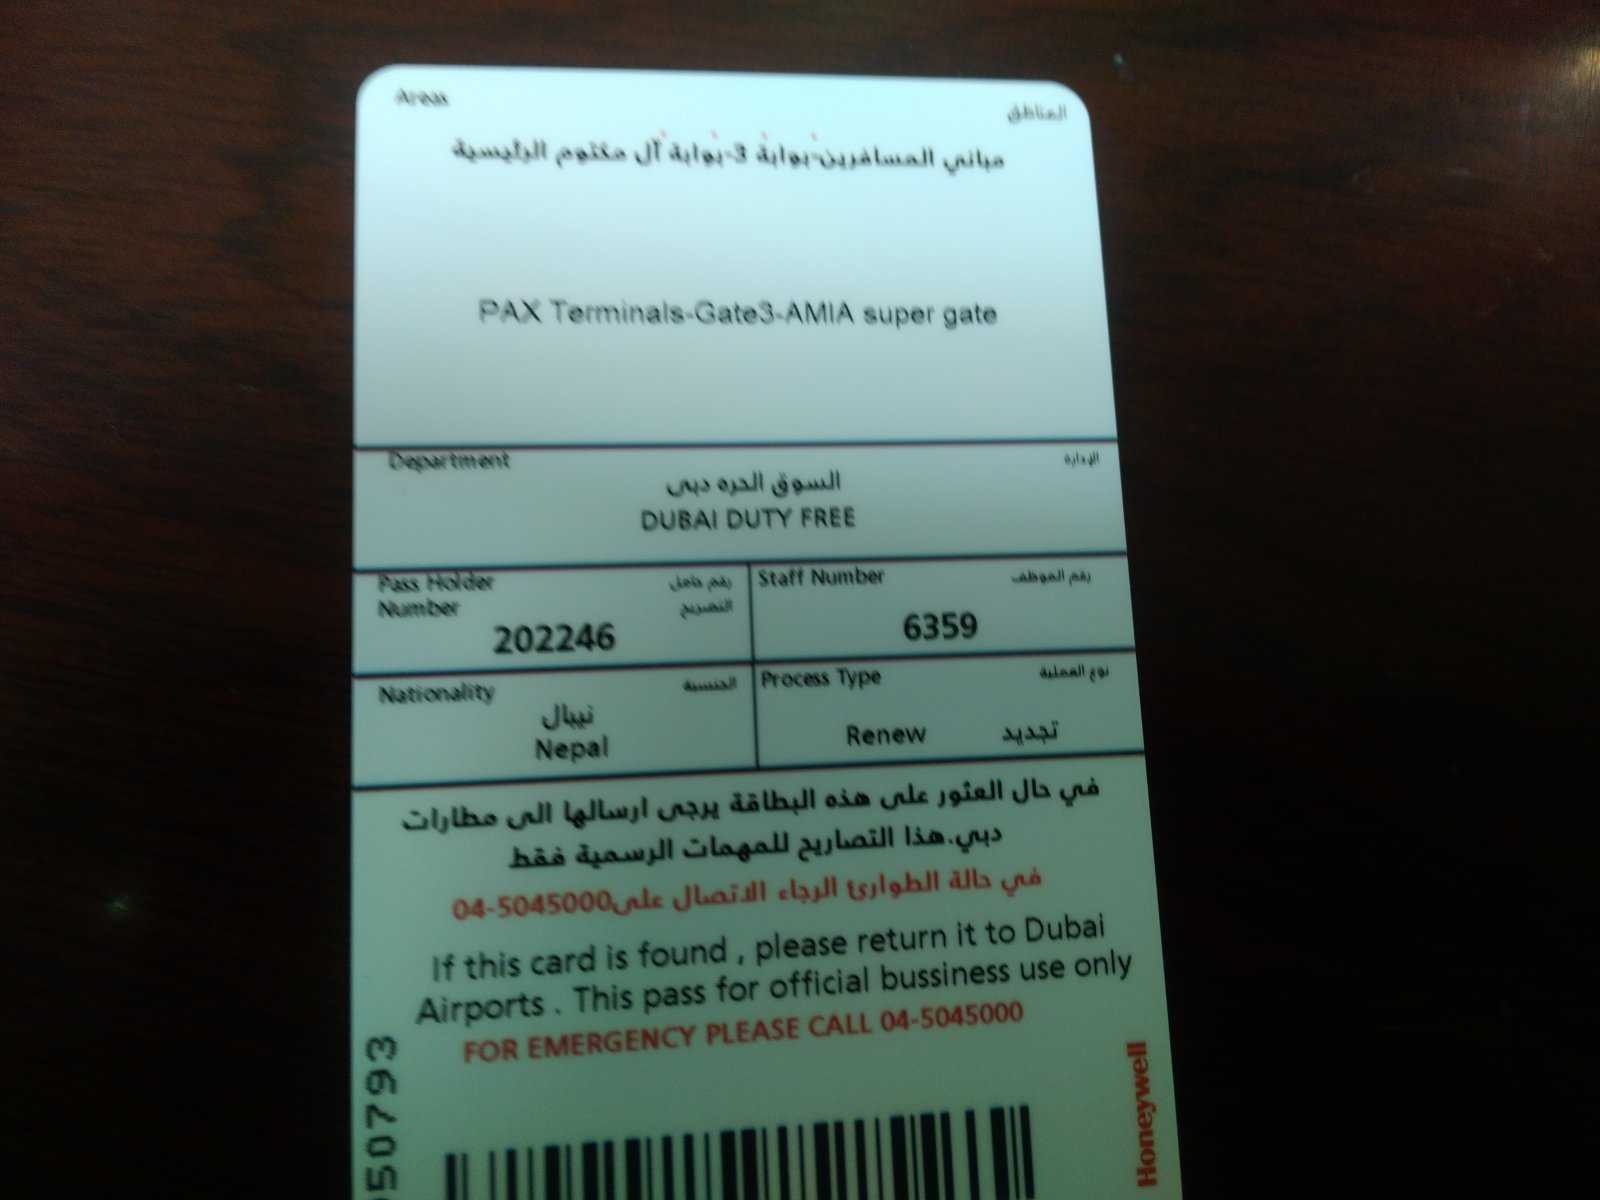 Areas المناطق
مباني المسافرين-بوابة 3-بوابة آل مكتوم الرئيسية
PAX Terminals-Gate3-AMIA super gate
Department الإدارة
السوق الحره دبى
DUBAI DUTY FREE
Pass Holder رقم حامل
Number التصريح
202246
Staff Number رقم الموظف
6359
Nationality الجنسية
نيبال
Nepal
Process Type نوع العملية
Renew تجديد
في حال العثور على هذه البطاقة يرجى ارسالها الى مطارات
دبي.هذا التصاريح للمهمات الرسمية فقط
في حالة الطوارئ الرجاء الاتصال على04-5045000
If this card is found , please return it to Dubai
Airports . This pass for official bussiness use only
FOR EMERGENCY PLEASE CALL 04-5045000
50793
Honeywell